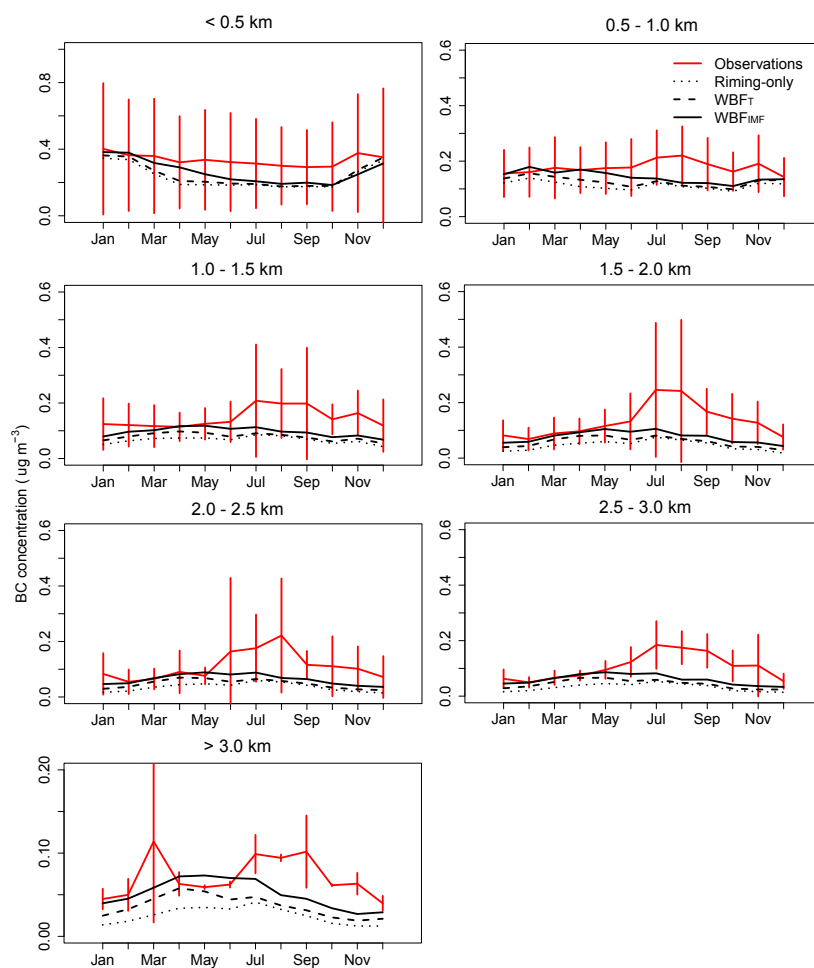 < 0.5 km
0.0 0.4 0.8
Jan Mar May Jul Sep Nov
0.5 - 1.0 km
Observations
Riming-only
WBFT
WBFIMF
0.0 0.2 0.4 0.6
Jan Mar May Jul Sep Nov
1.0 - 1.5 km
0.0 0.2 0.4 0.6
Jan Mar May Jul Sep Nov
1.5 - 2.0 km
0.0 0.2 0.4 0.6
Jan Mar May Jul Sep Nov
BC concentration ( ug m−3)
2.0 - 2.5 km
0.0 0.2 0.4 0.6
Jan Mar May Jul Sep Nov
2.5 - 3.0 km
0.0 0.2 0.4 0.6
Jan Mar May Jul Sep Nov
> 3.0 km
0.00 0.10 0.20
Jan Mar May Jul Sep Nov